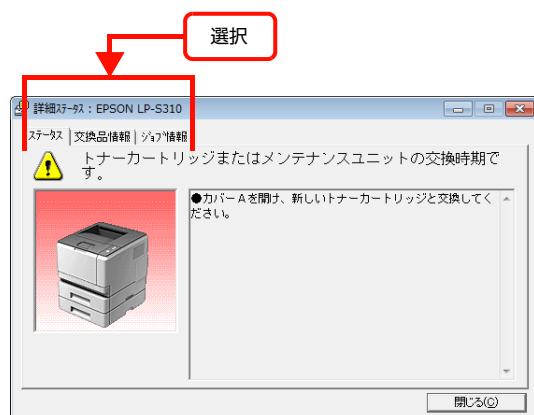 選択
詳細ステータス : EPSON LP-S310
ステータス 交換品情報 ジョブ情報
トナーカートリッジまたはメンテナンスユニットの交換時期で
す。
●カバーAを開け、新しいトナーカートリッジと交換してく
ださい。
閉じる(C)